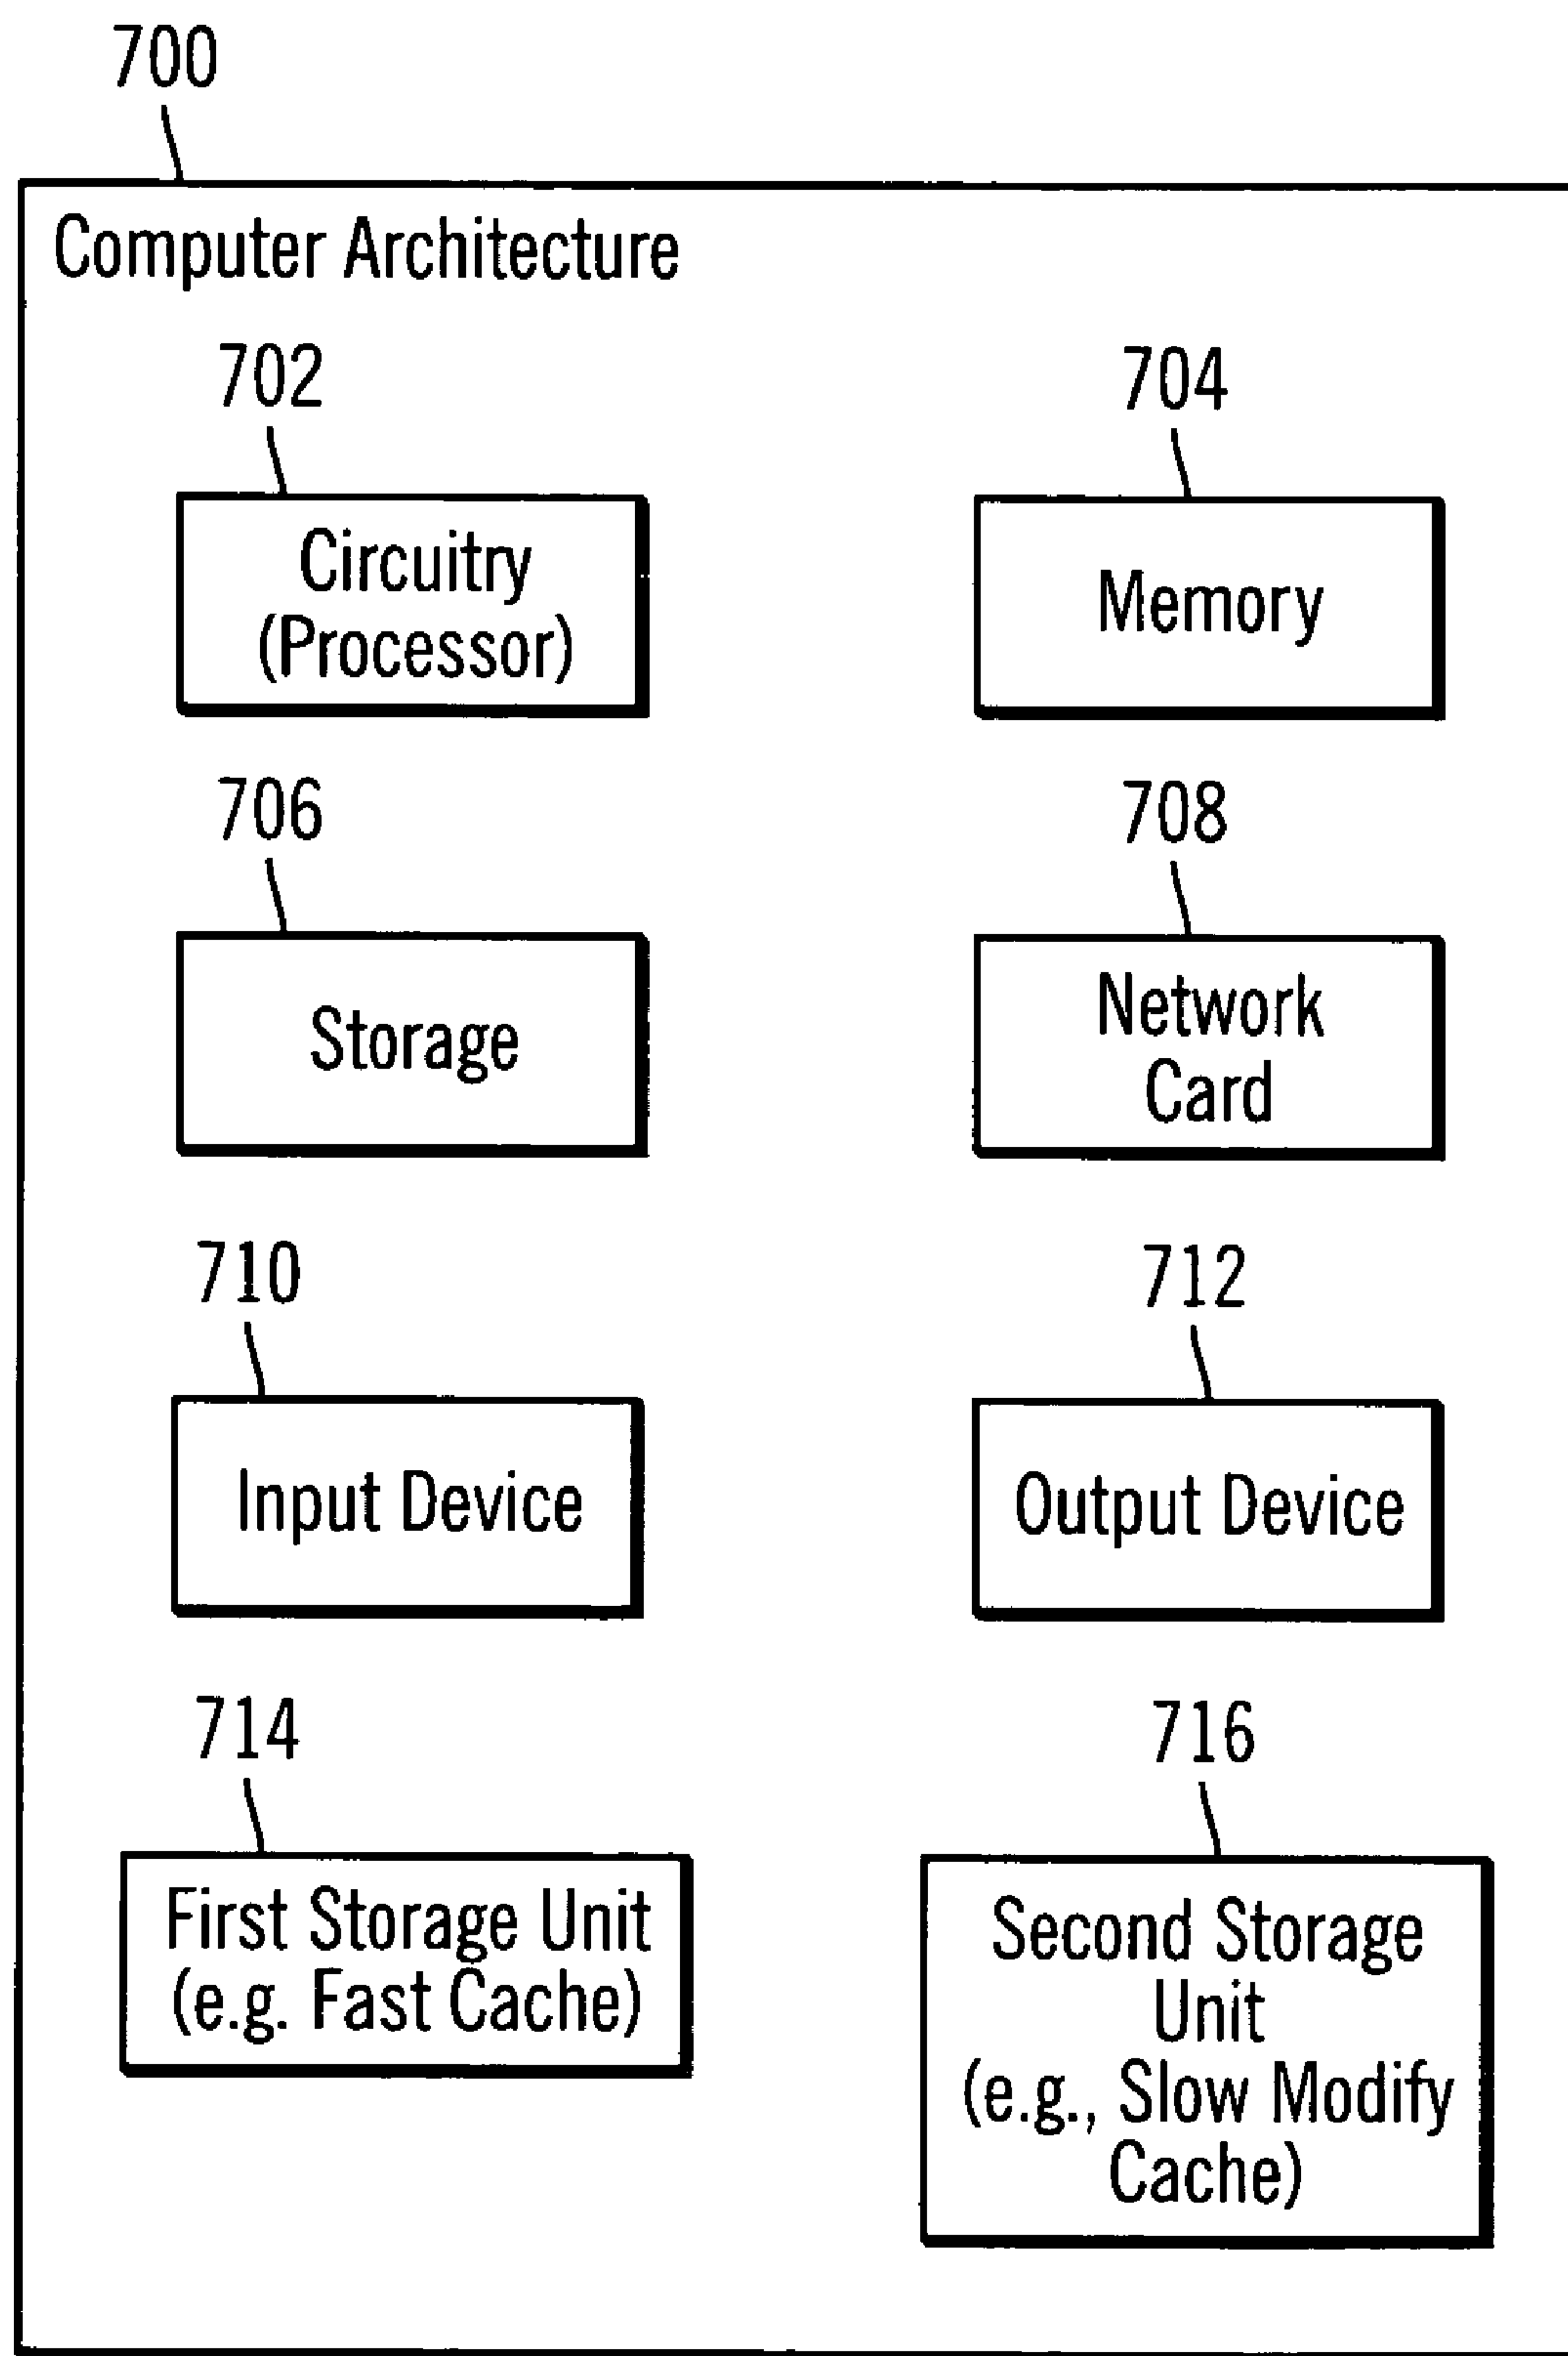 700
Computer Architecture
702
704
Circuitry
(Processor)
Memory
706
708
Storage
Network
Card
710
712
Input Device
Output Device
714
716
First Storage Unit
(e.g. Fast Cache)
Second Storage
Unit
(e.g., Slow Modify
Cache)